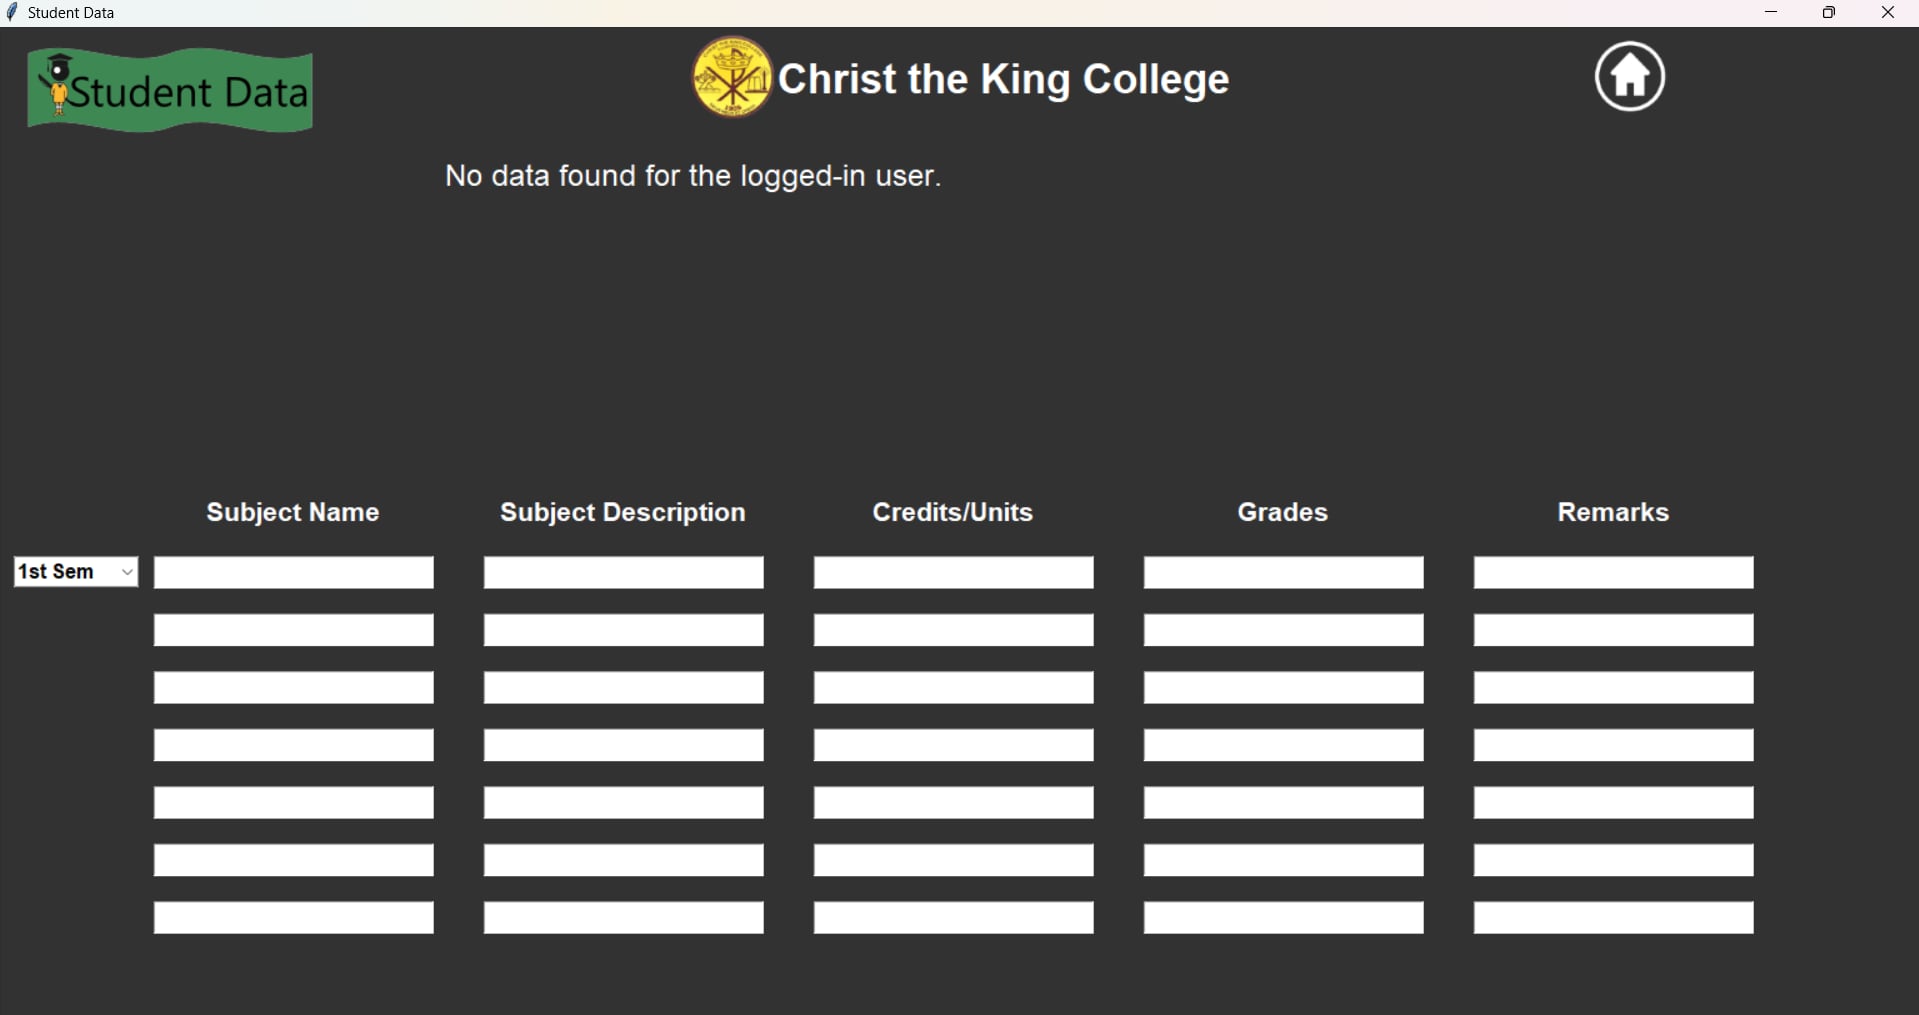 Student Data
Student Data
Christ the King College
1905
No data found for the logged-in user.
Subject Name Subject Description Credits/Units Grades Remarks
1st Sem